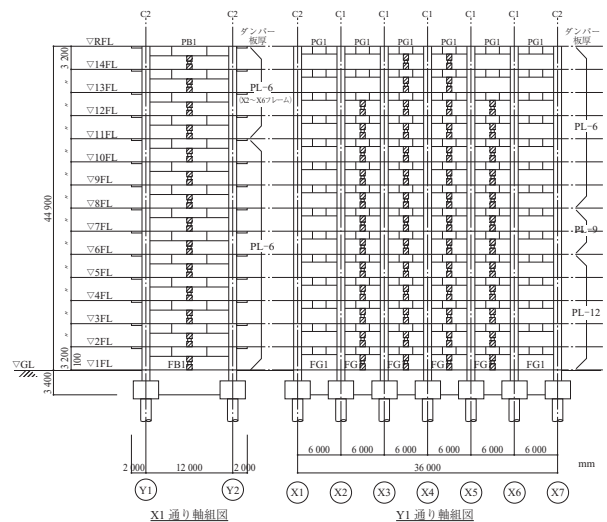 C2 C2 C2 C1 C1 C1 C1 C1 C2
ダンパー
板厚
ダンパー
板厚
PB1 PG1 PG1 PG1 PG1 PG1 PG1
▽RFL
3 200
▽14FL
〃
▽13FL
PL-6
(X2〜X6フレーム)
〃
▽12FL
〃
▽11FL
PL-6
〃
▽10FL
〃
▽9FL
〃
▽8FL
44 900
〃
▽7FL
PL-9
〃
▽6FL
PL-6
〃
▽5FL
〃
▽4FL
PL-12
〃
▽3FL
〃
▽2FL
3 200
100
▽GL
▽1FL
FB1 FG1 FG FG FG FG1
3 400
6 000 6 000 6 000 6 000 6 000 6 000
2 000 12 000 2 000
36 000
mm
Y1 Y2 X1 X2 X3 X4 X5 X6 X7
X1 通り軸組図 Y1 通り軸組図